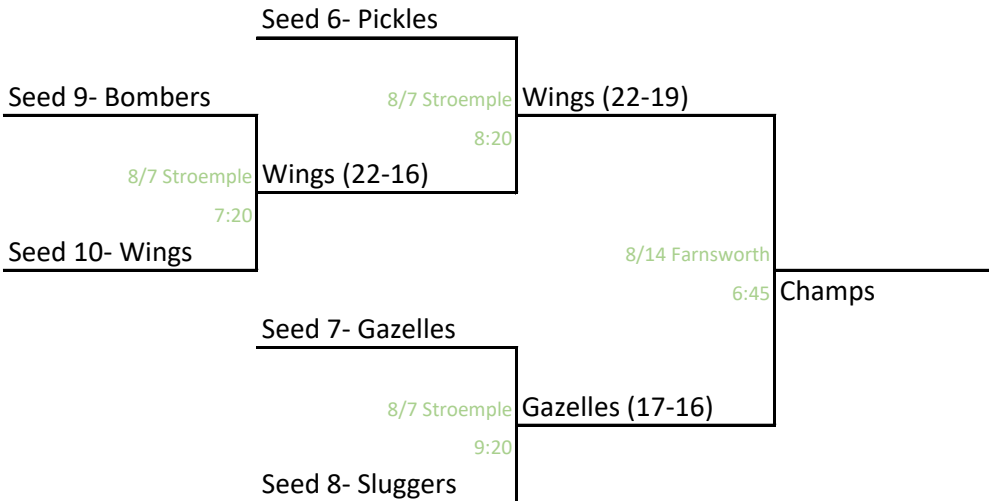 Seed 6- Pickles
Seed 9- Bombers
8/7 Stroemple
Wings (22-19)
8:20
8/7 Stroemple
Wings (22-16)
7:20
Seed 10- Wings
8/14 Farnsworth
6:45
Champs
Seed 7- Gazelles
8/7 Stroemple
Gazelles (17-16)
9:20
Seed 8- Sluggers